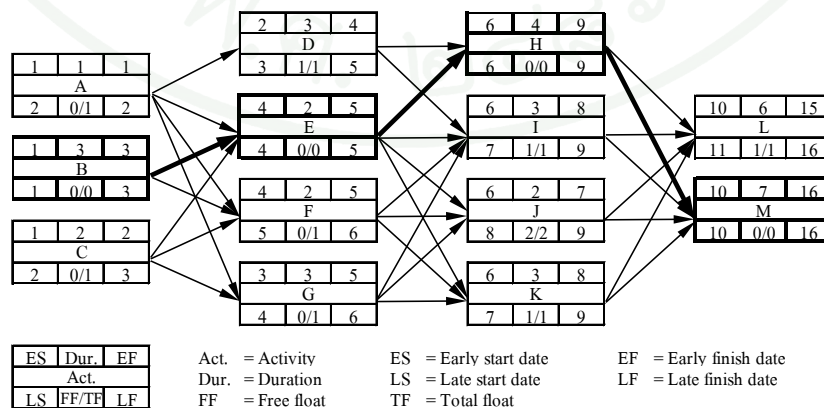 2 3 4
D
3 1/1 5
6 4 9
H
6 0/0 9
1 1 1
A
2 0/1 2
4 2 5
E
4 0/0 5
6 3 8
I
7 1/1 9
10 6 15
L
11 1/1 16
1 3 3
B
1 0/0 3
4 2 5
F
5 0/1 6
6 2 7
J
8 2/2 9
10 7 16
M
10 0/0 16
1 2 2
C
2 0/1 3
3 3 5
G
4 0/1 6
6 3 8
K
7 1/1 9
ES Dur. EF
Act.
LS FF/TF LF
Act. = Activity ES = Early start date EF = Early finish date
Dur. = Duration LS = Late start date LF = Late finish date
FF = Free float TF = Total float